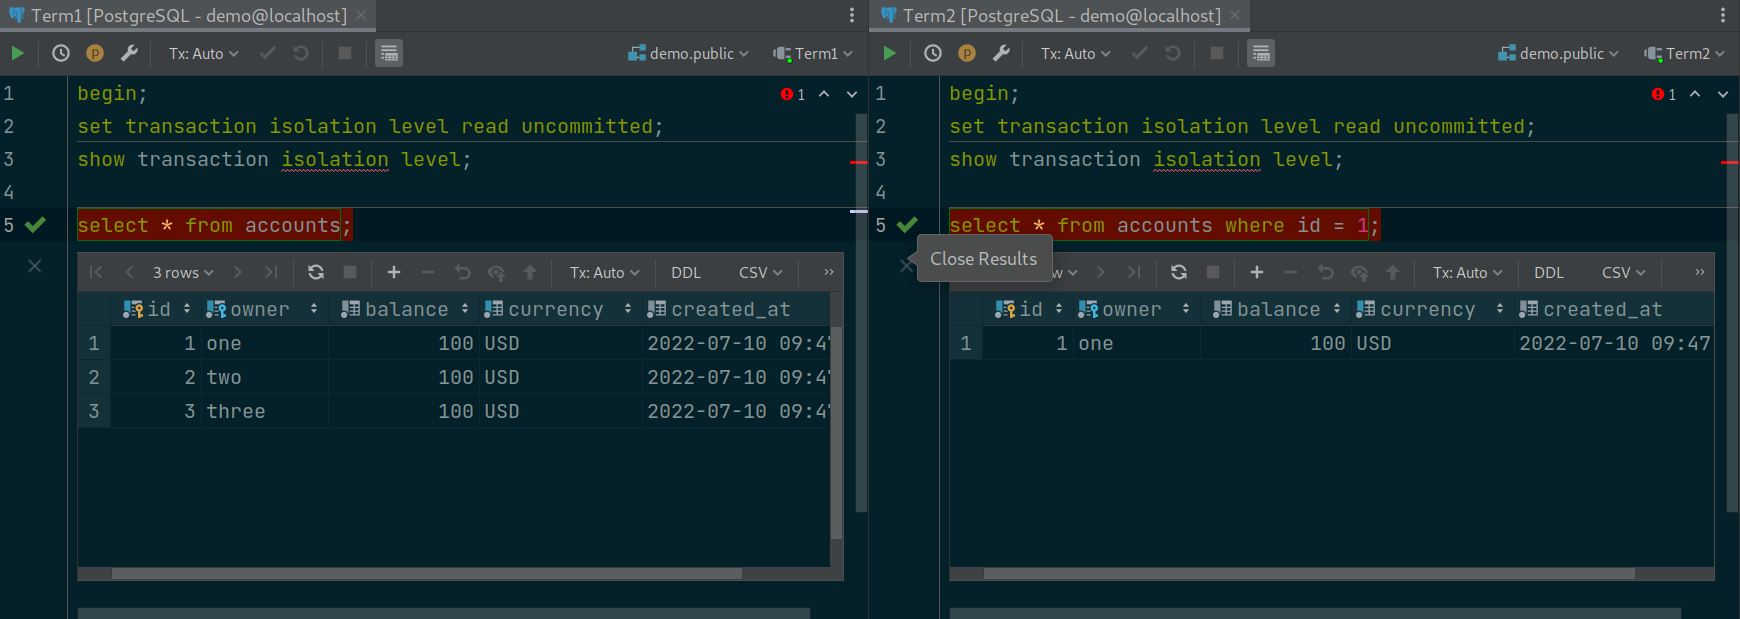 Term1 [PostgreSQL - demo@localhost]
Tx: Auto
demo.public
Term1
1 begin;
1
2 set transaction isolation level read uncommitted;
3 show transaction isolation level;
4
5 select * from accounts;
3 rows
Tx: Auto
DDL
CSV
id owner balance currency created_at
1 1 one 100 USD 2022-07-10 09:4
2 2 two 100 USD 2022-07-10 09:4
3 3 three 100 USD 2022-07-10 09:4
Term2 [PostgreSQL - demo@localhost]
Tx: Auto
demo.public
Term2
1 begin;
1
2 set transaction isolation level read uncommitted;
3 show transaction isolation level;
4
5 select * from accounts where id = 1;
Close Results
Tx: Auto
DDL
CSV
id owner balance currency created_at
1 1 one 100 USD 2022-07-10 09:47